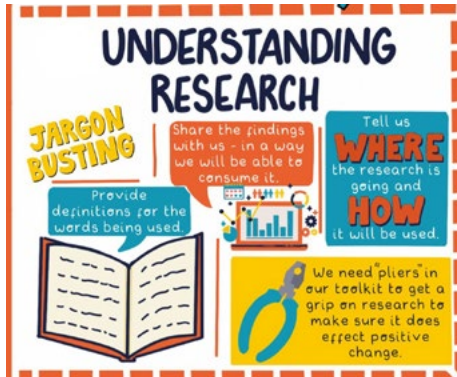 UNDERSTANDING
RESEARCH
JARGON
BUSTING
Provide
definitions for the
words being used.
Share the findings
with us - in a way
we will be able to
consume it.
Tell us
WHERE
the research is
going and
HOW
it will be used.
We need "pliers" in
our toolkit to get a
grip on research to
make sure it does
effect positive
change.